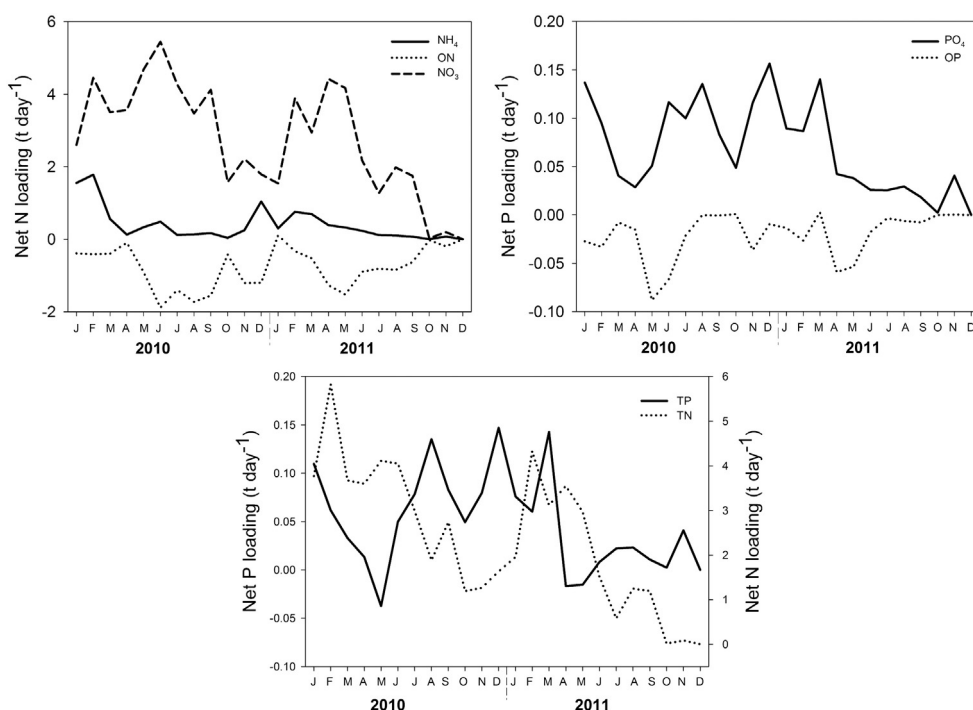 6
4
2
0
-2
Net N loading (t day-1)
NH4
ON
NO3
J F M A M J J A S O N D J F M A M J J A S O N D
2010 2011
0.20
0.15
0.10
0.05
0.00
-0.05
-0.10
Net P loading (t day-1)
PO4
OP
J F M A M J J A S O N D J F M A M J J A S O N D
2010 2011
0.20
0.15
0.10
0.05
0.00
-0.05
-0.10
Net P loading (t day-1)
TP
TN
6
5
4
3
2
1
0
Net N loading (t day-1)
J F M A M J J A S O N D J F M A M J J A S O N D
2010 2011